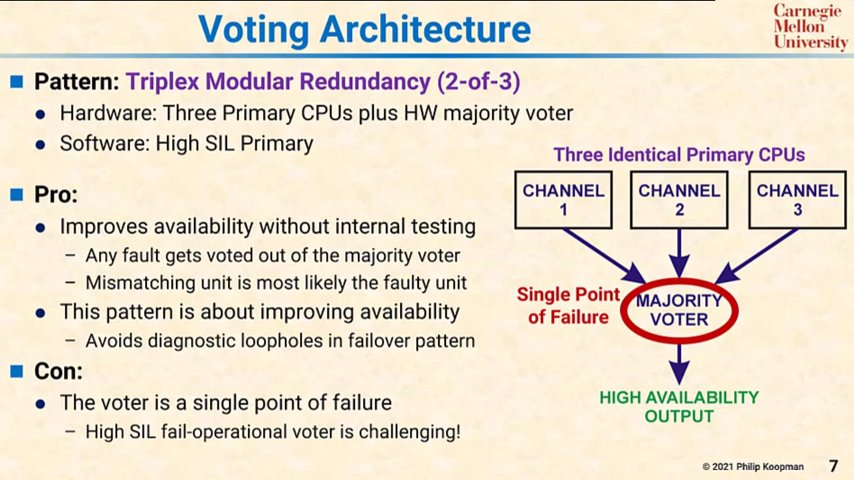 Voting Architecture
Carnegie
Mellon
University
Pattern: Triplex Modular Redundancy (2-of-3)
Hardware: Three Primary CPUs plus HW majority voter
Software: High SIL Primary
Pro:
Improves availability without internal testing
– Any fault gets voted out of the majority voter
– Mismatching unit is most likely the faulty unit
This pattern is about improving availability
– Avoids diagnostic loopholes in failover pattern
Con:
The voter is a single point of failure
– High SIL fail-operational voter is challenging!
Three Identical Primary CPUs
CHANNEL
1
CHANNEL
2
CHANNEL
3
Single Point
of Failure
MAJORITY
VOTER
HIGH AVAILABILITY
OUTPUT
© 2021 Philip Koopman
7